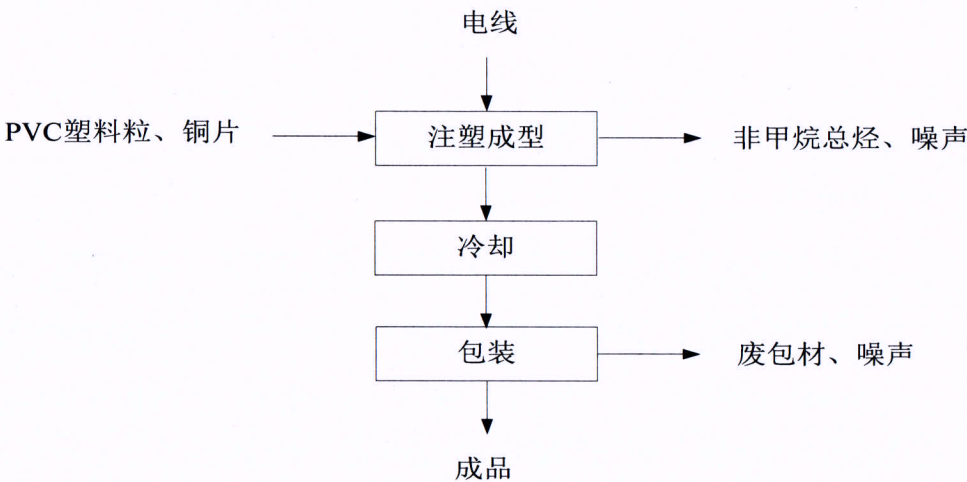 电线
PVC塑料粒、铜片
注塑成型
非甲烷总烃、噪声
冷却
包装
废包材、噪声
成品